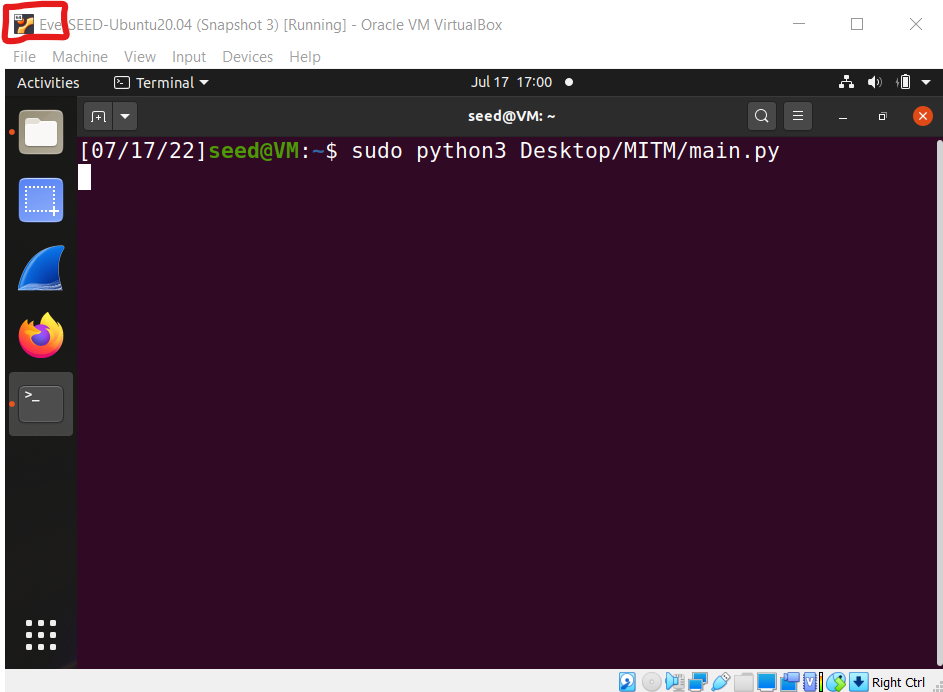 Eve SEED-Ubuntu20.04 (Snapshot 3) [Running] - Oracle VM VirtualBox
File Machine View Input Devices Help
Activities Terminal Jul 17 17:00
seed@VM: ~
[07/17/22]seed@VM:~$ sudo python3 Desktop/MITM/main.py
>_
Right Ctrl